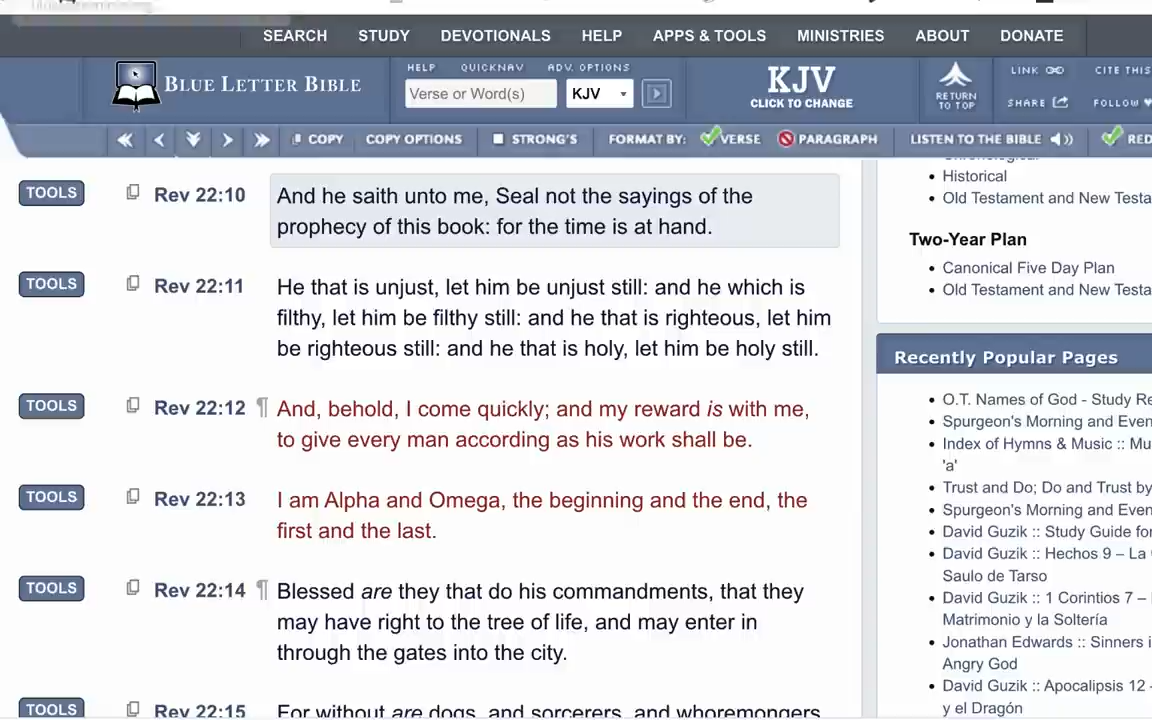 SEARCH STUDY DEVOTIONALS HELP APPS & TOOLS MINISTRIES ABOUT DONATE
HELP QUICKNAV ADV. OPTIONS
BLUE LETTER BIBLE
Verse or Word(s) KJV
KJV
CLICK TO CHANGE
RETURN
TO TOP
LINK CITE THIS
SHARE FOLLOW
COPY COPY OPTIONS STRONG'S FORMAT BY: VERSE PARAGRAPH LISTEN TO THE BIBLE RED
TOOLS Rev 22:10 And he saith unto me, Seal not the sayings of the
prophecy of this book: for the time is at hand.
TOOLS Rev 22:11 He that is unjust, let him be unjust still: and he which is
filthy, let him be filthy still: and he that is righteous, let him
be righteous still: and he that is holy, let him be holy still.
TOOLS Rev 22:12 ¶ And, behold, I come quickly; and my reward is with me,
to give every man according as his work shall be.
TOOLS Rev 22:13 I am Alpha and Omega, the beginning and the end, the
first and the last.
TOOLS Rev 22:14 ¶ Blessed are they that do his commandments, that they
may have right to the tree of life, and may enter in
through the gates into the city.
TOOLS Rev 22:15 For without are dogs, and sorcerers, and whoremongers,
Chronological
• Historical
• Old Testament and New Testa
Two-Year Plan
• Canonical Five Day Plan
• Old Testament and New Testa
Recently Popular Pages
• O.T. Names of God - Study Re
• Spurgeon's Morning and Even
• Index of Hymns & Music :: Mu
'a'
• Trust and Do; Do and Trust by
• Spurgeon's Morning and Even
• David Guzik :: Study Guide for
• David Guzik :: Hechos 9 – La
Saulo de Tarso
• David Guzik :: 1 Corintios 7 –
Matrimonio y la Soltería
• Jonathan Edwards :: Sinners i
Angry God
• David Guzik :: Apocalipsis 12 -
y el Dragón